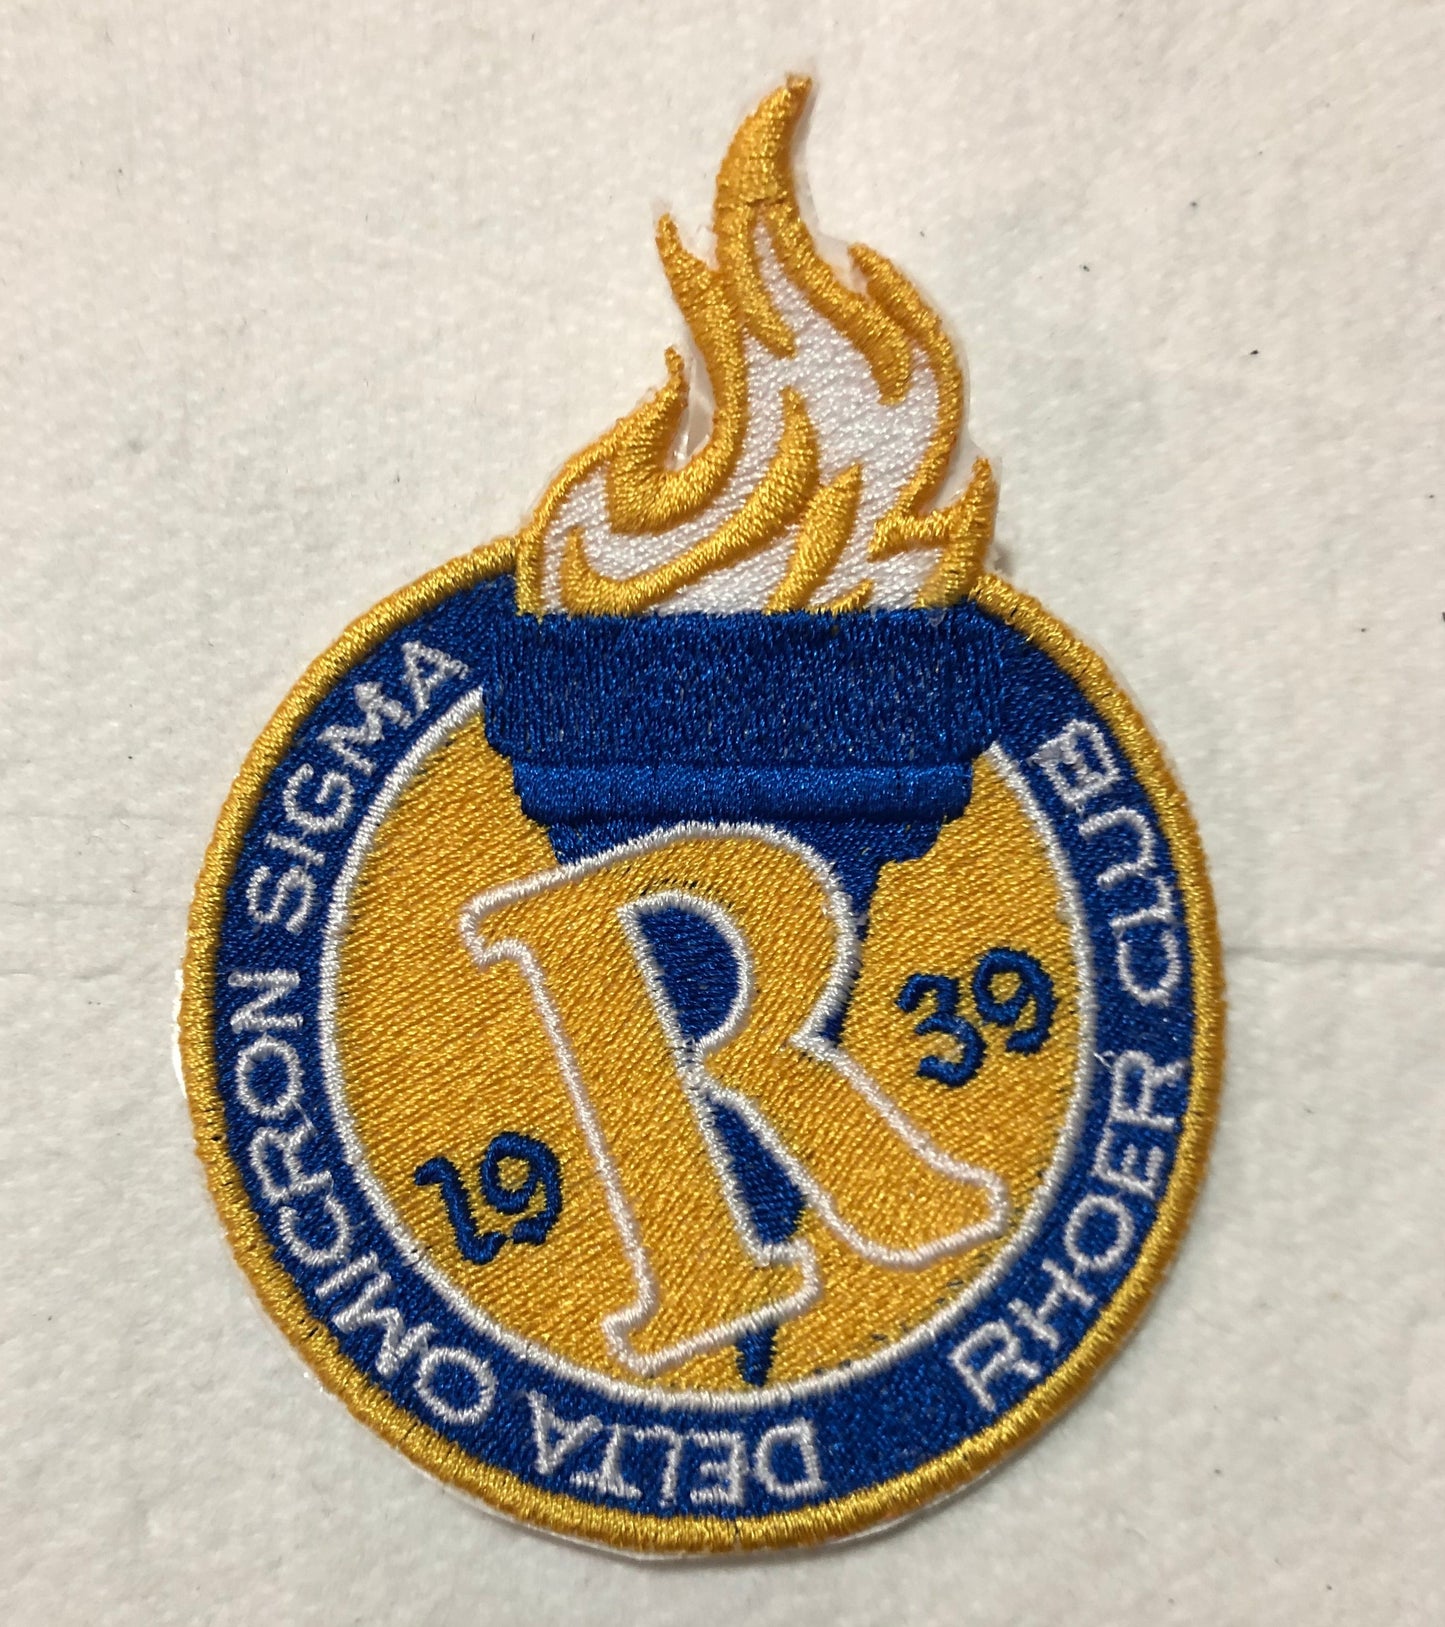 DELTA OMICRON SIGMA
RHOER CLUB
R
19 39